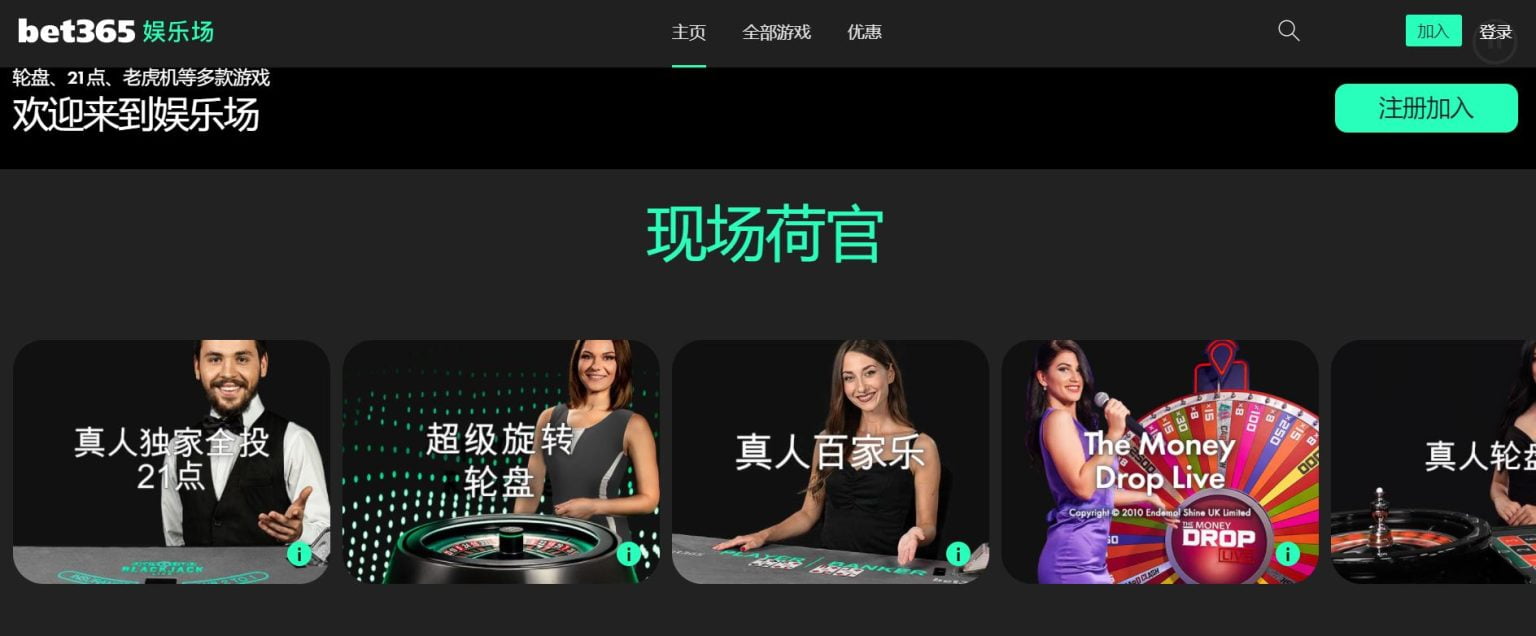 bet365 娱乐场
主页 全部游戏 优惠
加入 登录
轮盘、21点、老虎机等多款游戏
欢迎来到娱乐场
注册加入
现场荷官
真人独家全投
21点
BLACKJACK
超级旋转
轮盘
真人百家乐
PLAYER BANKER
The Money
Drop Live
Copyright © 2010 Endemol Shine UK Limited
THE MONEY
DROP
LIVE
真人轮盘